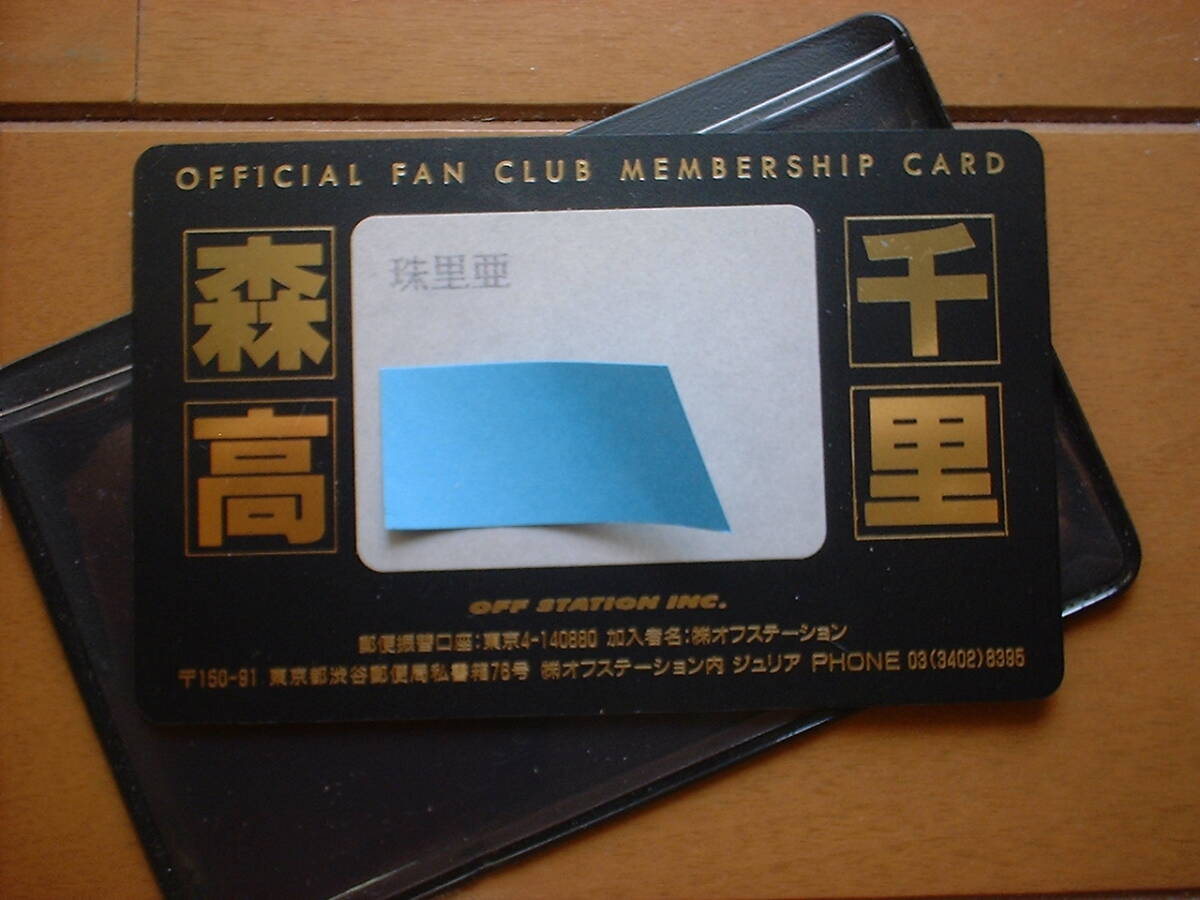 OFFICIAL FAN CLUB MEMBERSHIP CARD
森高
千里
珠里亜
OFF STATION INC.
郵便振替口座:東京4-140880 加入者名:㈱オフステーション
〒150-91 東京都渋谷郵便局私書箱76号 ㈱オフステーション内 ジュリア PHONE 03(3402)8395